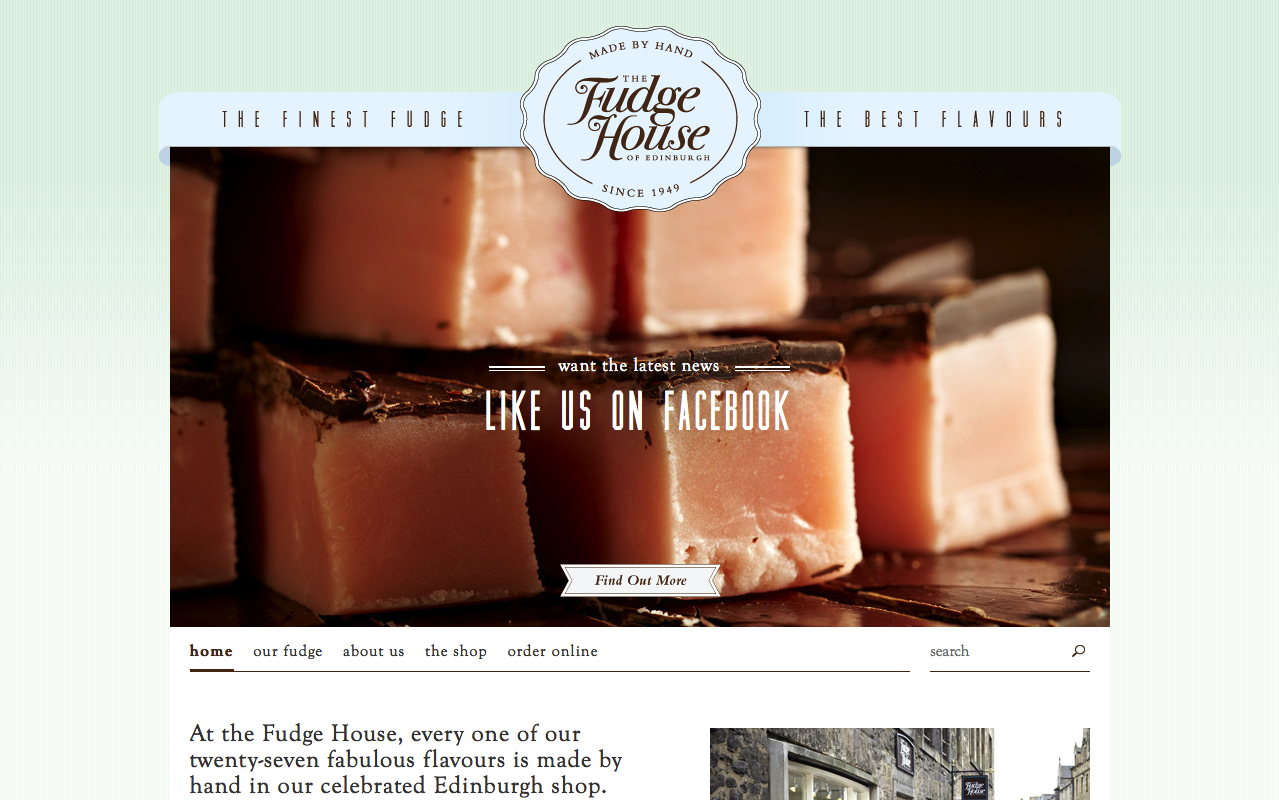 MADE BY HAND
THE FINEST FUDGE
THE
Fudge
House
OF EDINBURGH
SINCE 1949
THE BEST FLAVOURS
want the latest news
LIKE US ON FACEBOOK
Find Out More
home our fudge about us the shop order online search
At the Fudge House, every one of our
twenty-seven fabulous flavours is made by
hand in our celebrated Edinburgh shop.
Fudge
House